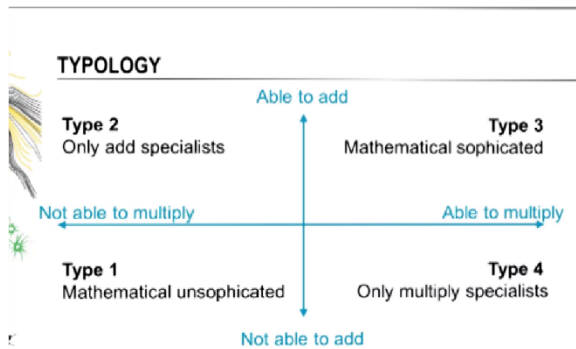 TYPOLOGY
Able to add
Type 2
Only add specialists
Type 3
Mathematical sophicated
Not able to multiply
Able to multiply
Type 1
Mathematical unsophicated
Type 4
Only multiply specialists
Not able to add